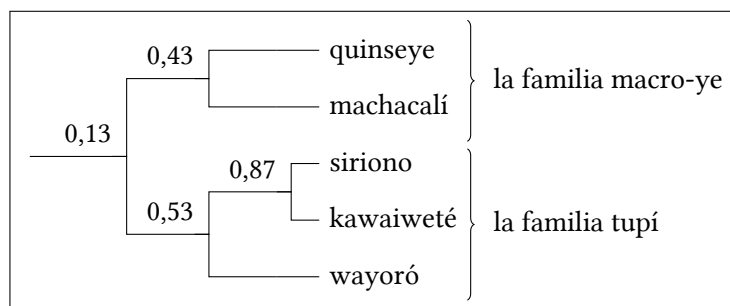 0,43
quinseye
machacalí
la familia macro-ye
0,13
0,87
siriono
kawaiweté
0,53
wayoró
la familia tupí